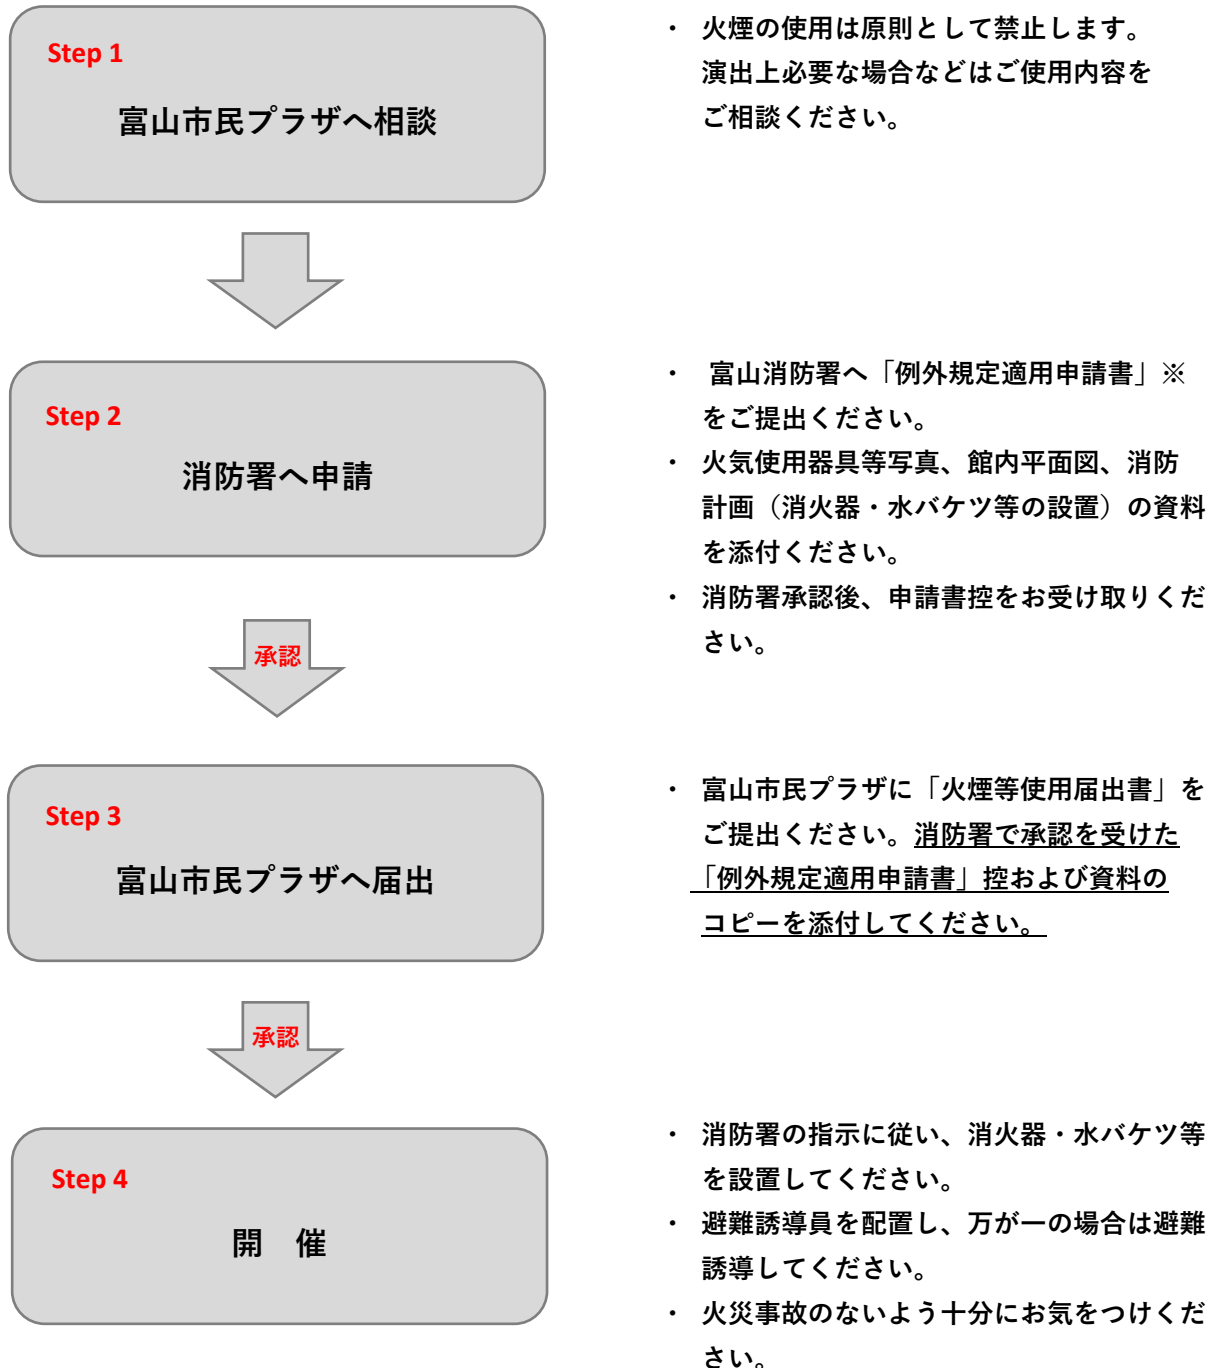 Step 1
富山市民プラザへ相談
・ 火煙の使用は原則として禁止します。
演出上必要な場合などはご使用内容を
ご相談ください。
Step 2
消防署へ申請
・ 富山消防署へ「例外規定適用申請書」※
をご提出ください。
・ 火気使用器具等写真、館内平面図、消防
計画（消火器・水バケツ等の設置）の資料
を添付ください。
・ 消防署承認後、申請書控をお受け取りくだ
さい。
承認
Step 3
富山市民プラザへ届出
・ 富山市民プラザに「火煙等使用届出書」を
ご提出ください。消防署で承認を受けた
「例外規定適用申請書」控および資料の
コピーを添付してください。
承認
Step 4
開　催
・ 消防署の指示に従い、消火器・水バケツ等
を設置してください。
・ 避難誘導員を配置し、万が一の場合は避難
誘導してください。
・ 火災事故のないよう十分にお気をつけくだ
さい。